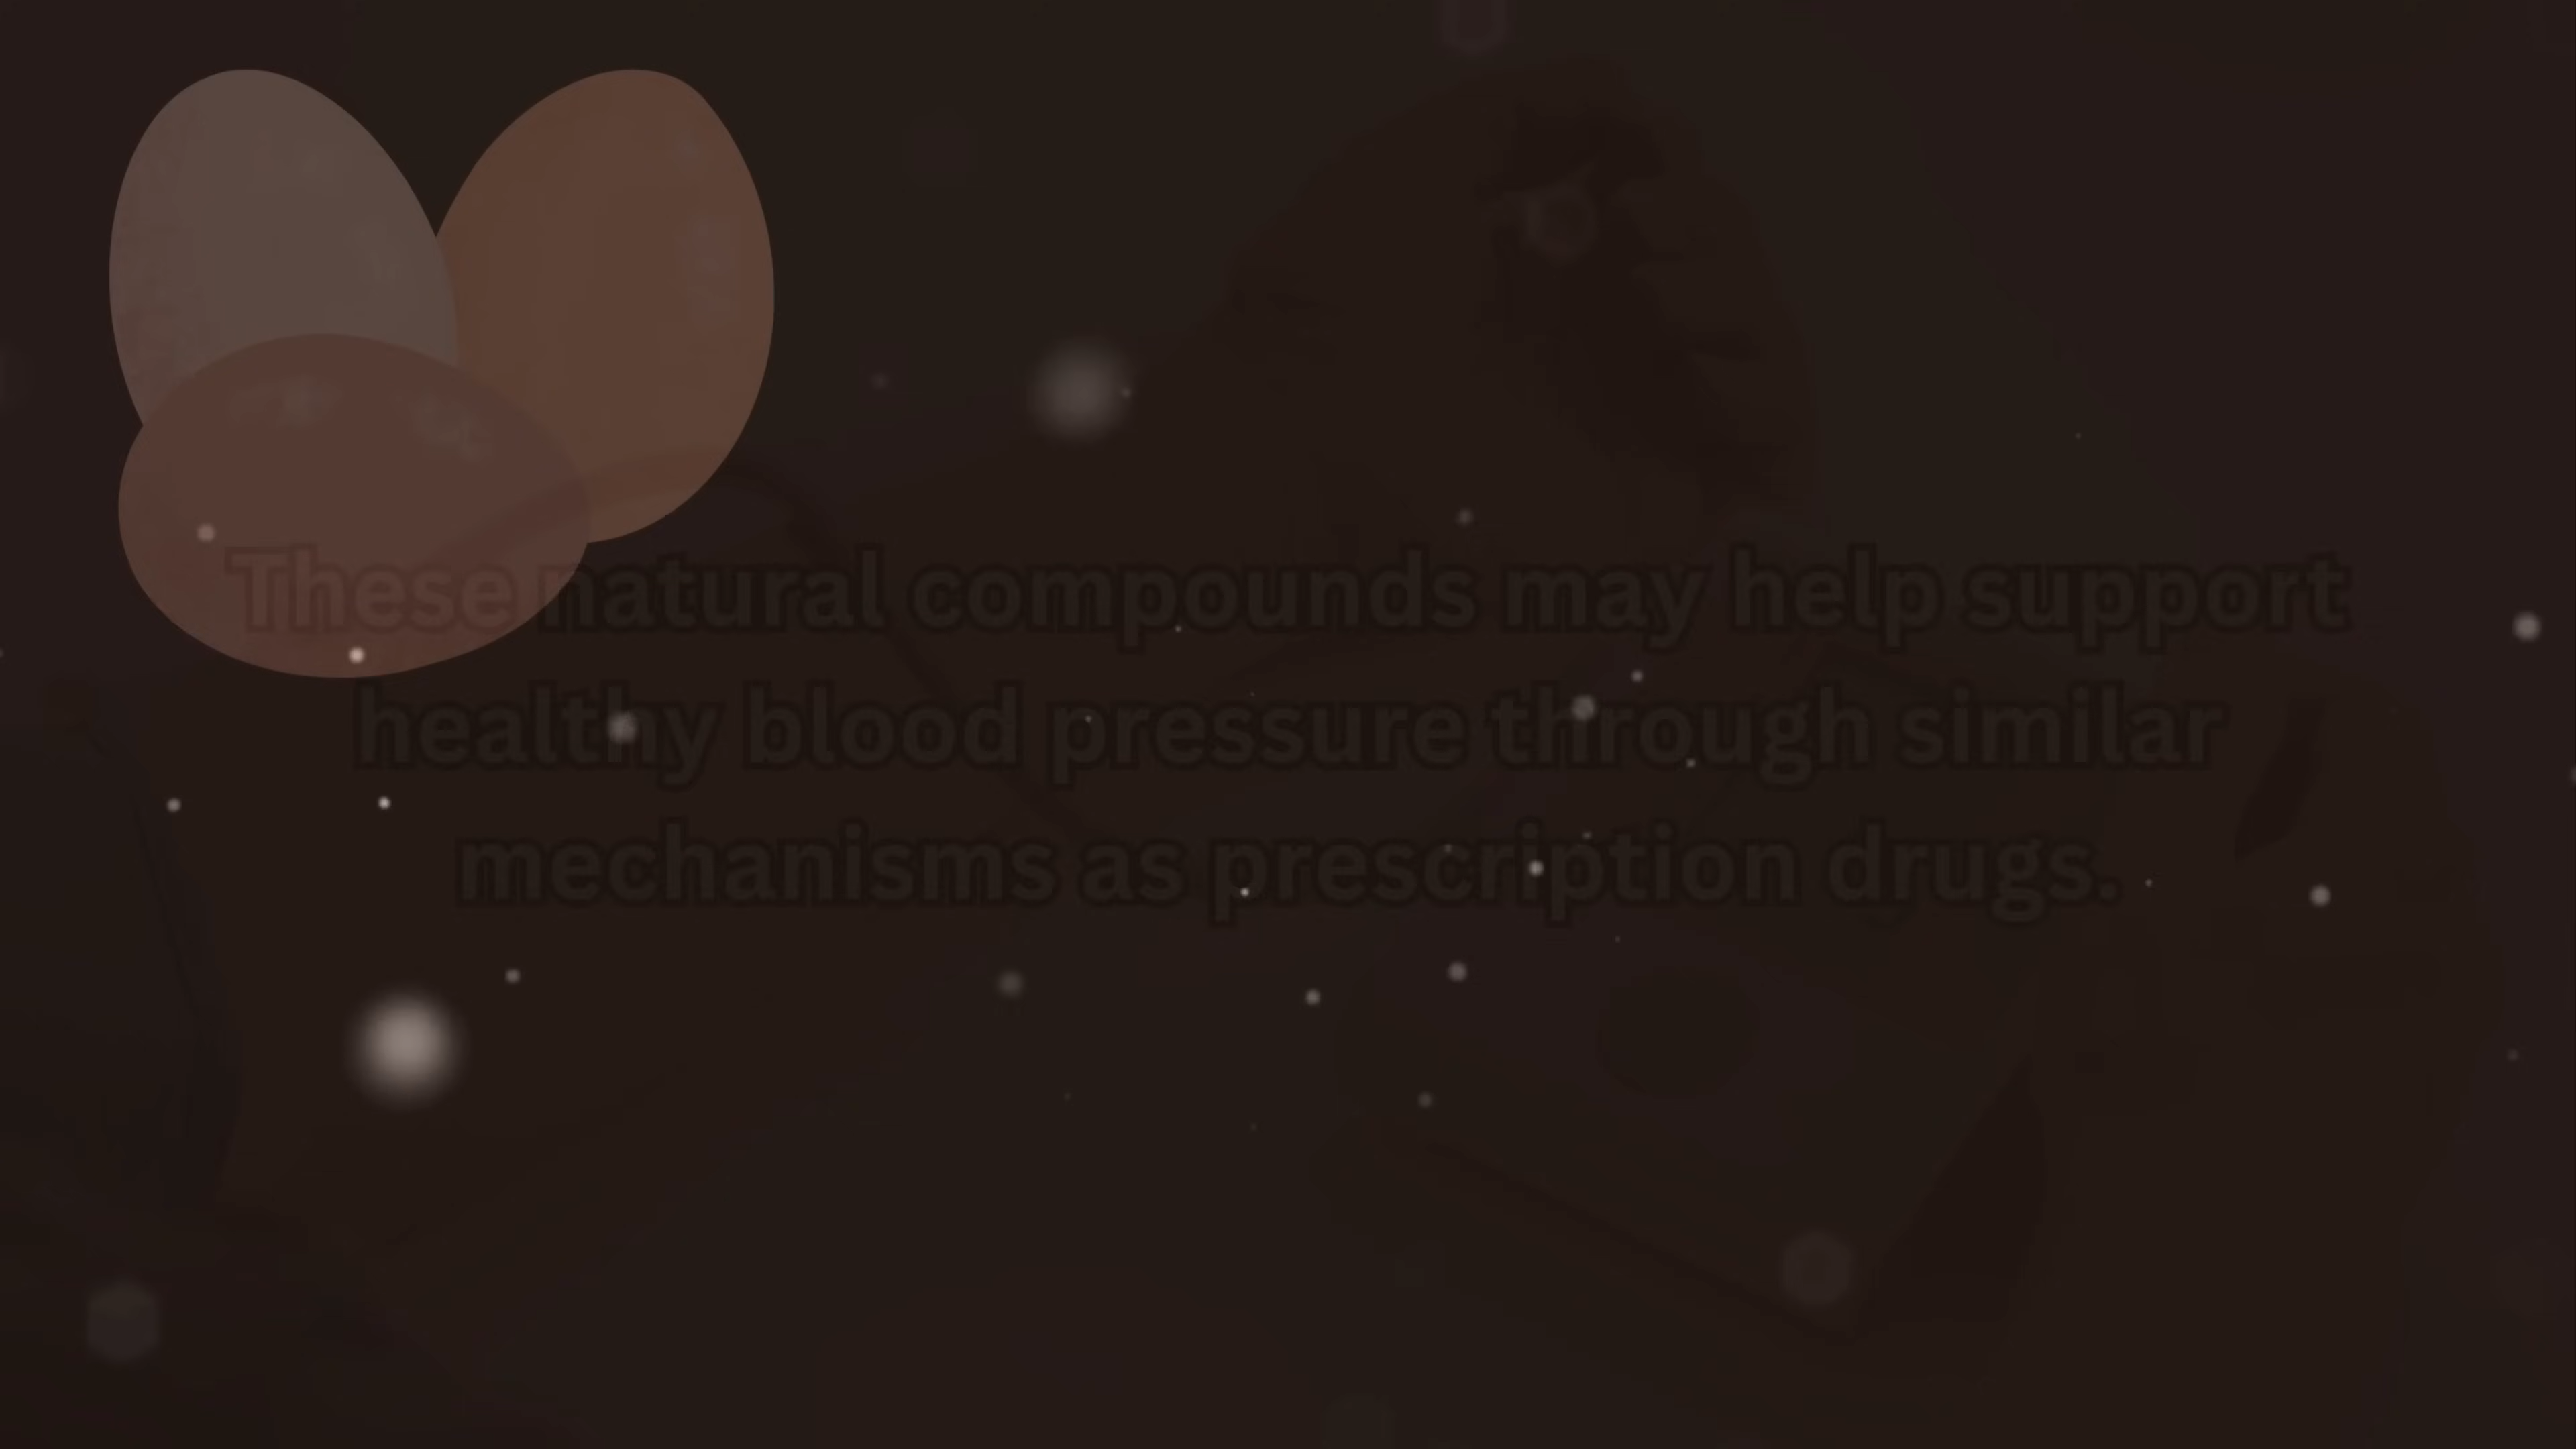 These natural compounds may help support
healthy blood pressure through similar
mechanisms as prescription drugs.